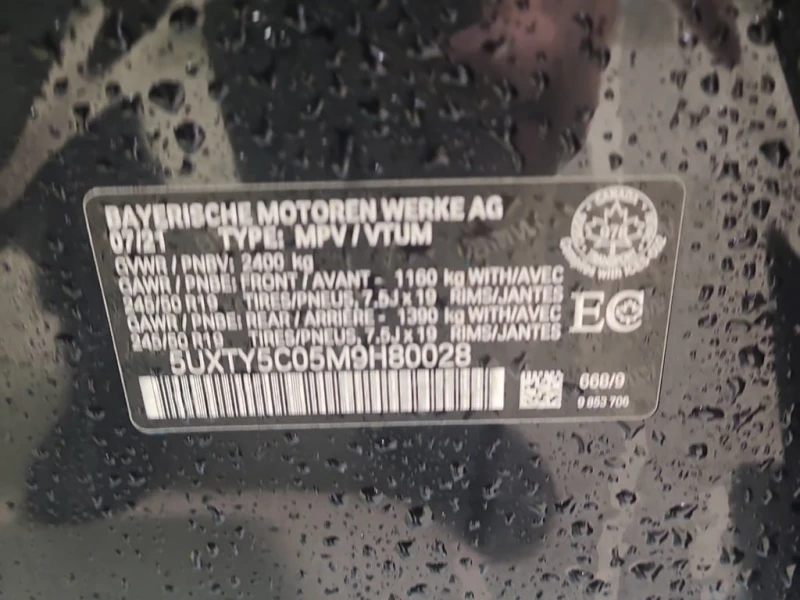 BAYERISCHE MOTOREN WERKE AG
07/21 TYPE: MPV / VTUM
GVWR / PNBV: 2400 kg
GAWR / PNBE: FRONT / AVANT - 1160 kg WITH/AVEC
245/50 R19 TIRES/PNEUS, 7.5J x 19 RIMS/JANTES
GAWR / PNBE: REAR / ARRIÈRE - 1390 kg WITH/AVEC
245/50 R19 TIRES/PNEUS, 7.5J x 19 RIMS/JANTES
5UXTY5C05M9H80028
CANADA
EC
668/9
9 853 706